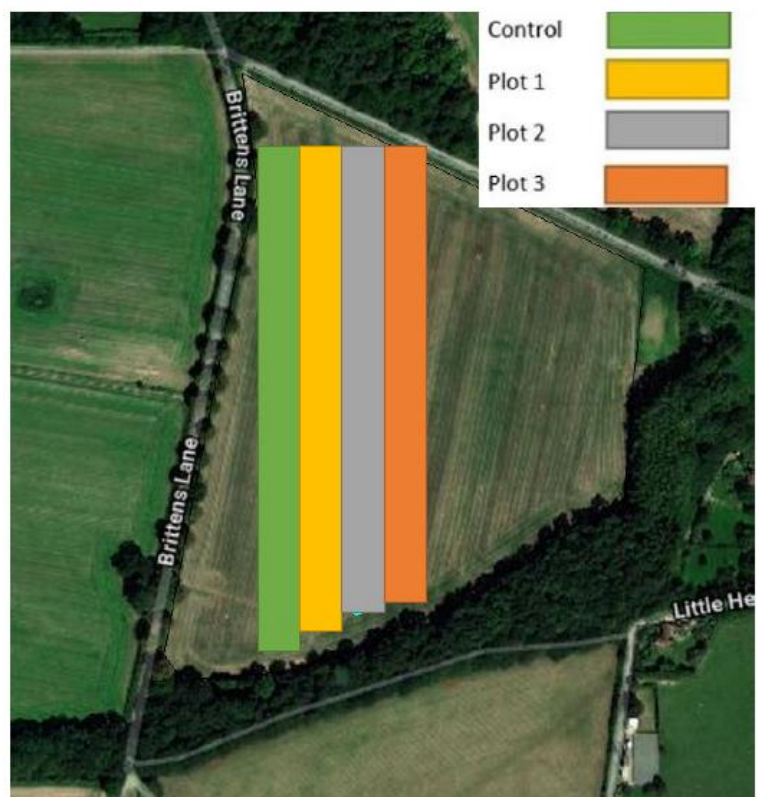 Control
Plot 1
Plot 2
Plot 3
Brittens Lane
Brittens Lane
Little He